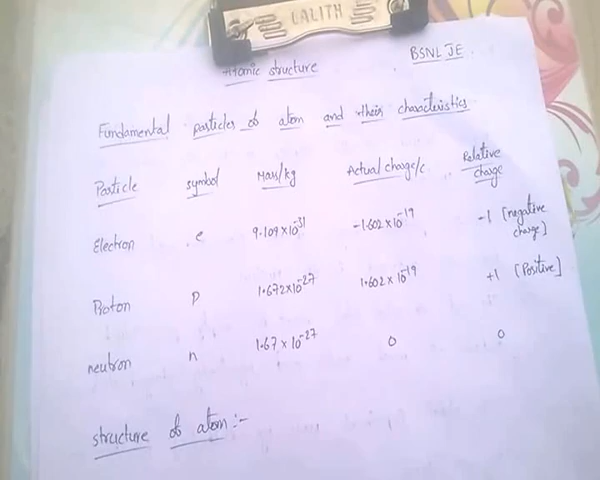 LALITH
Atomic structure BSNL JE
Fundamental particles of atom and their characteristics
Particle symbol Mass/kg Actual charge/c Relative charge
Electron e 9.109×10⁻³¹ -1.602×10⁻¹⁹ -1 [negative charge]
Proton p 1.672×10⁻²⁷ 1.602×10⁻¹⁹ +1 [Positive]
neutron n 1.67×10⁻²⁷ 0 0
structure of atom:-